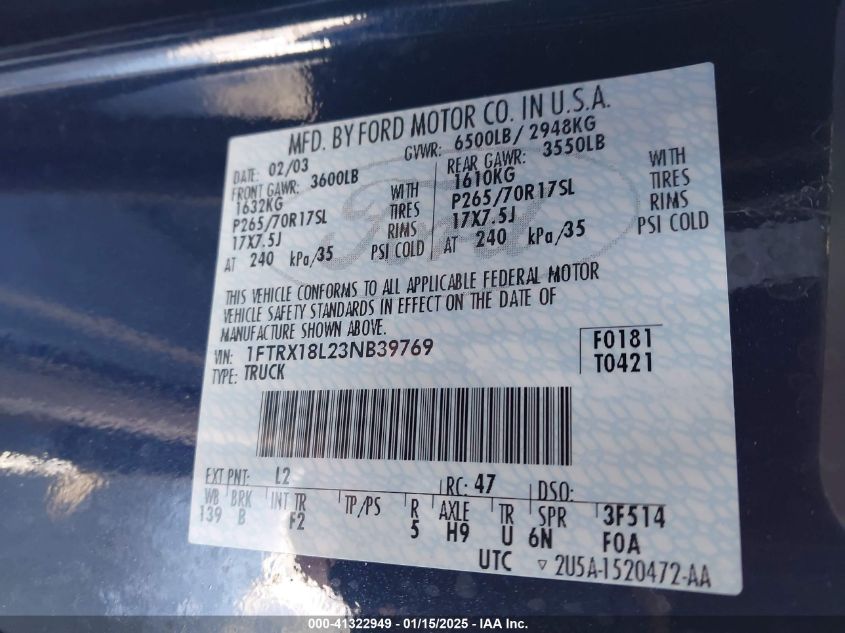 MFD. BY FORD MOTOR CO. IN U.S.A.
DATE: 02/03 GVWR: 6500LB / 2948KG
FRONT GAWR: 3600LB REAR GAWR: 3550LB
1632KG WITH 1610KG WITH
P265/70R17SL TIRES P265/70R17SL TIRES
17X7.5J RIMS 17X7.5J RIMS
AT 240 kPa/35 PSI COLD AT 240 kPa/35 PSI COLD
THIS VEHICLE CONFORMS TO ALL APPLICABLE FEDERAL MOTOR
VEHICLE SAFETY STANDARDS IN EFFECT ON THE DATE OF
MANUFACTURE SHOWN ABOVE.
VIN: 1FTRX18L23NB39769 F0181
TYPE: TRUCK T0421
EXT PNT: L2 RC: 47 DSO:
WB BRK INT TR TP/PS R AXLE TR SPR 3F514
139 B F2 5 H9 U 6N F0A
UTC ▽ 2U5A-1520472-AA
Ford
000-41322949 - 01/15/2025 - IAA Inc.